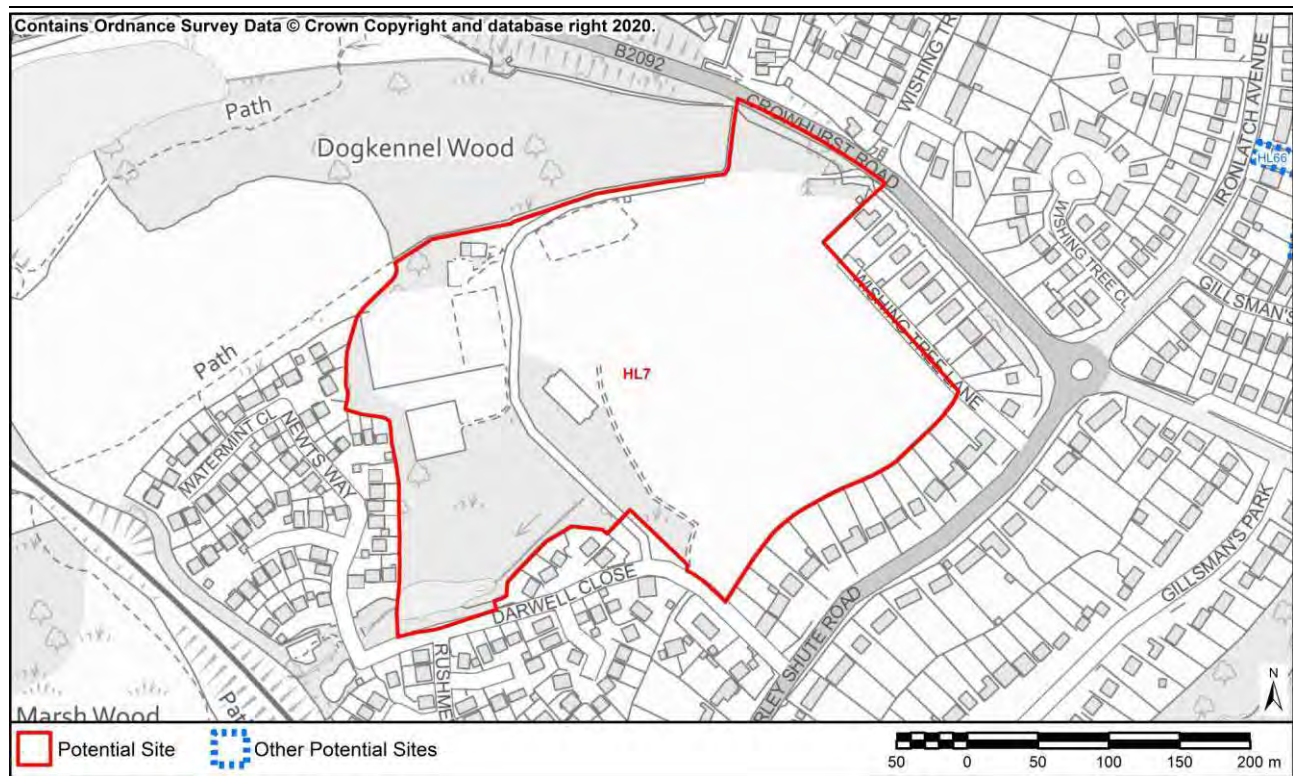 Contains Ordnance Survey Data © Crown Copyright and database right 2020.
B2092
WISHING TR
IRONLATCH AVENUE
Path
Dogkennel Wood
CROWHURST ROAD
HL66
WISHING TREE CL
GILLSMAN'S
WISHING TREE LANE
Path
HL7
WATERMINT CL
NEWTS WAY
GILLSMAN'S PARK
DARWELL CLOSE
RLEY SHUTE ROAD
RUSHME
Path
Marsh Wood
N
Potential Site
Other Potential Sites
50 0 50 100 150 200 m